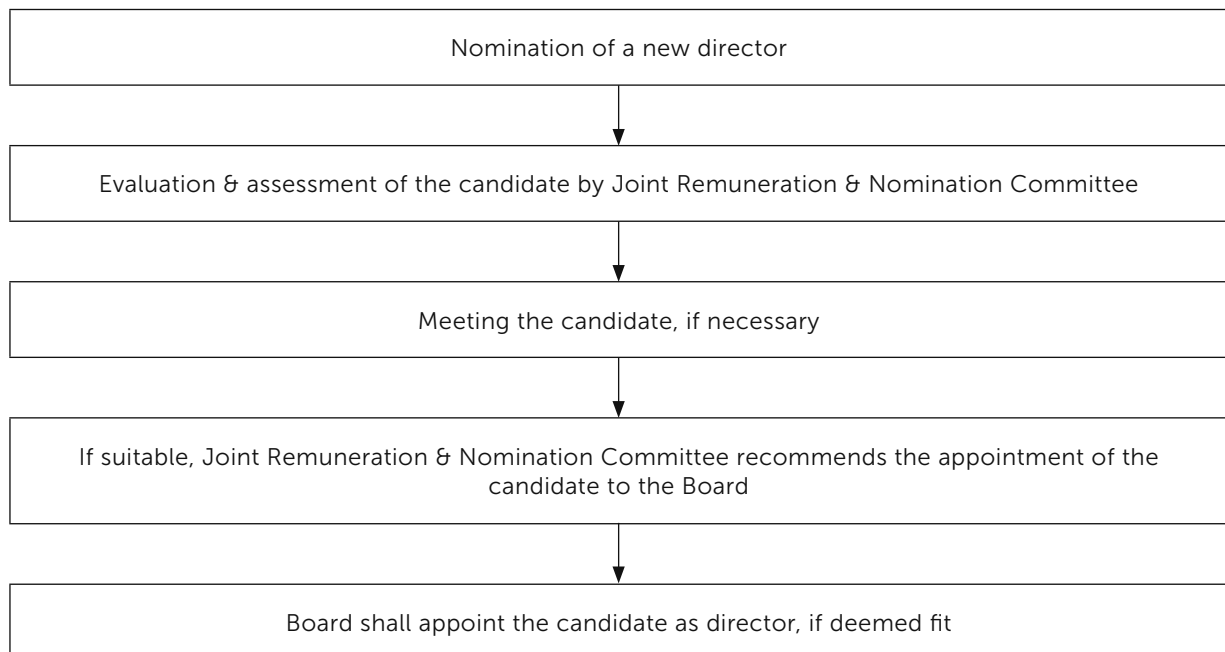 Nomination of a new director
Evaluation & assessment of the candidate by Joint Remuneration & Nomination Committee
Meeting the candidate, if necessary
If suitable, Joint Remuneration & Nomination Committee recommends the appointment of the
candidate to the Board
Board shall appoint the candidate as director, if deemed fit